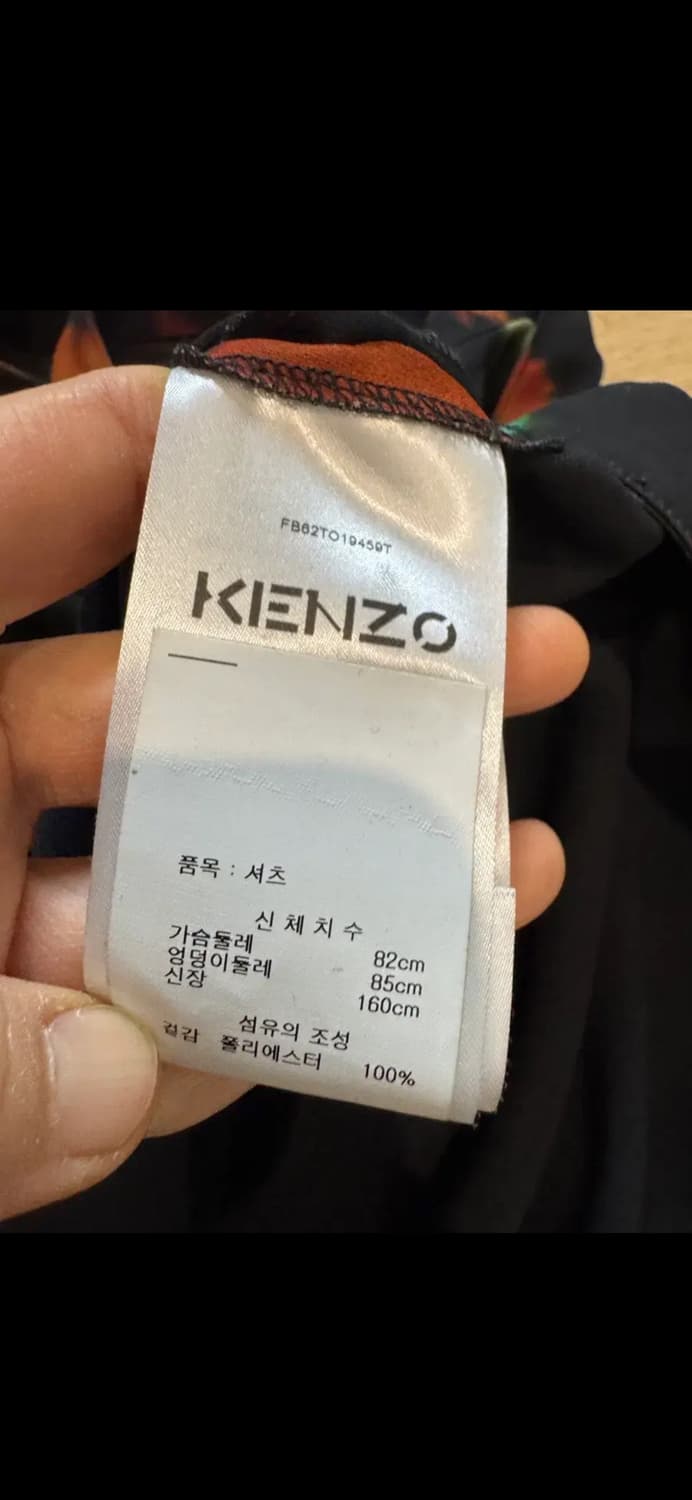 FB62TO19459T
KENZO
품목 : 셔츠
신 체 치 수
가슴둘레 82cm
엉덩이둘레 85cm
신장 160cm
섬유의 조성
겉감 폴리에스터 100%